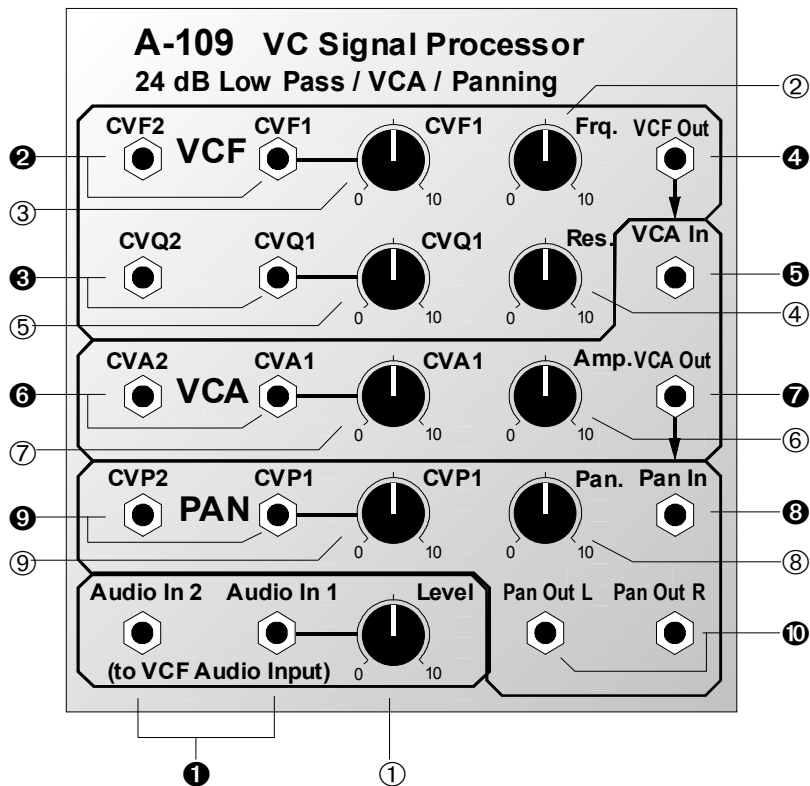 A-109 VC Signal Processor
24 dB Low Pass / VCA / Panning
②
CVF2 CVF1 CVF1 Frq. VCF Out
❷ VCF ❹
0 10 0 10
③
CVQ2 CVQ1 CVQ1 Res. VCA In
❸ ❺
0 10 0 10
⑤ ④
CVA2 CVA1 CVA1 Amp. VCA Out
❻ VCA ❼
0 10 0 10
⑦ ⑥
CVP2 CVP1 CVP1 Pan. Pan In
❾ PAN ❽
0 10 0 10
⑨ ⑧
Audio In 2 Audio In 1 Level Pan Out L Pan Out R
❿
(to VCF Audio Input) 0 10
❶ ①